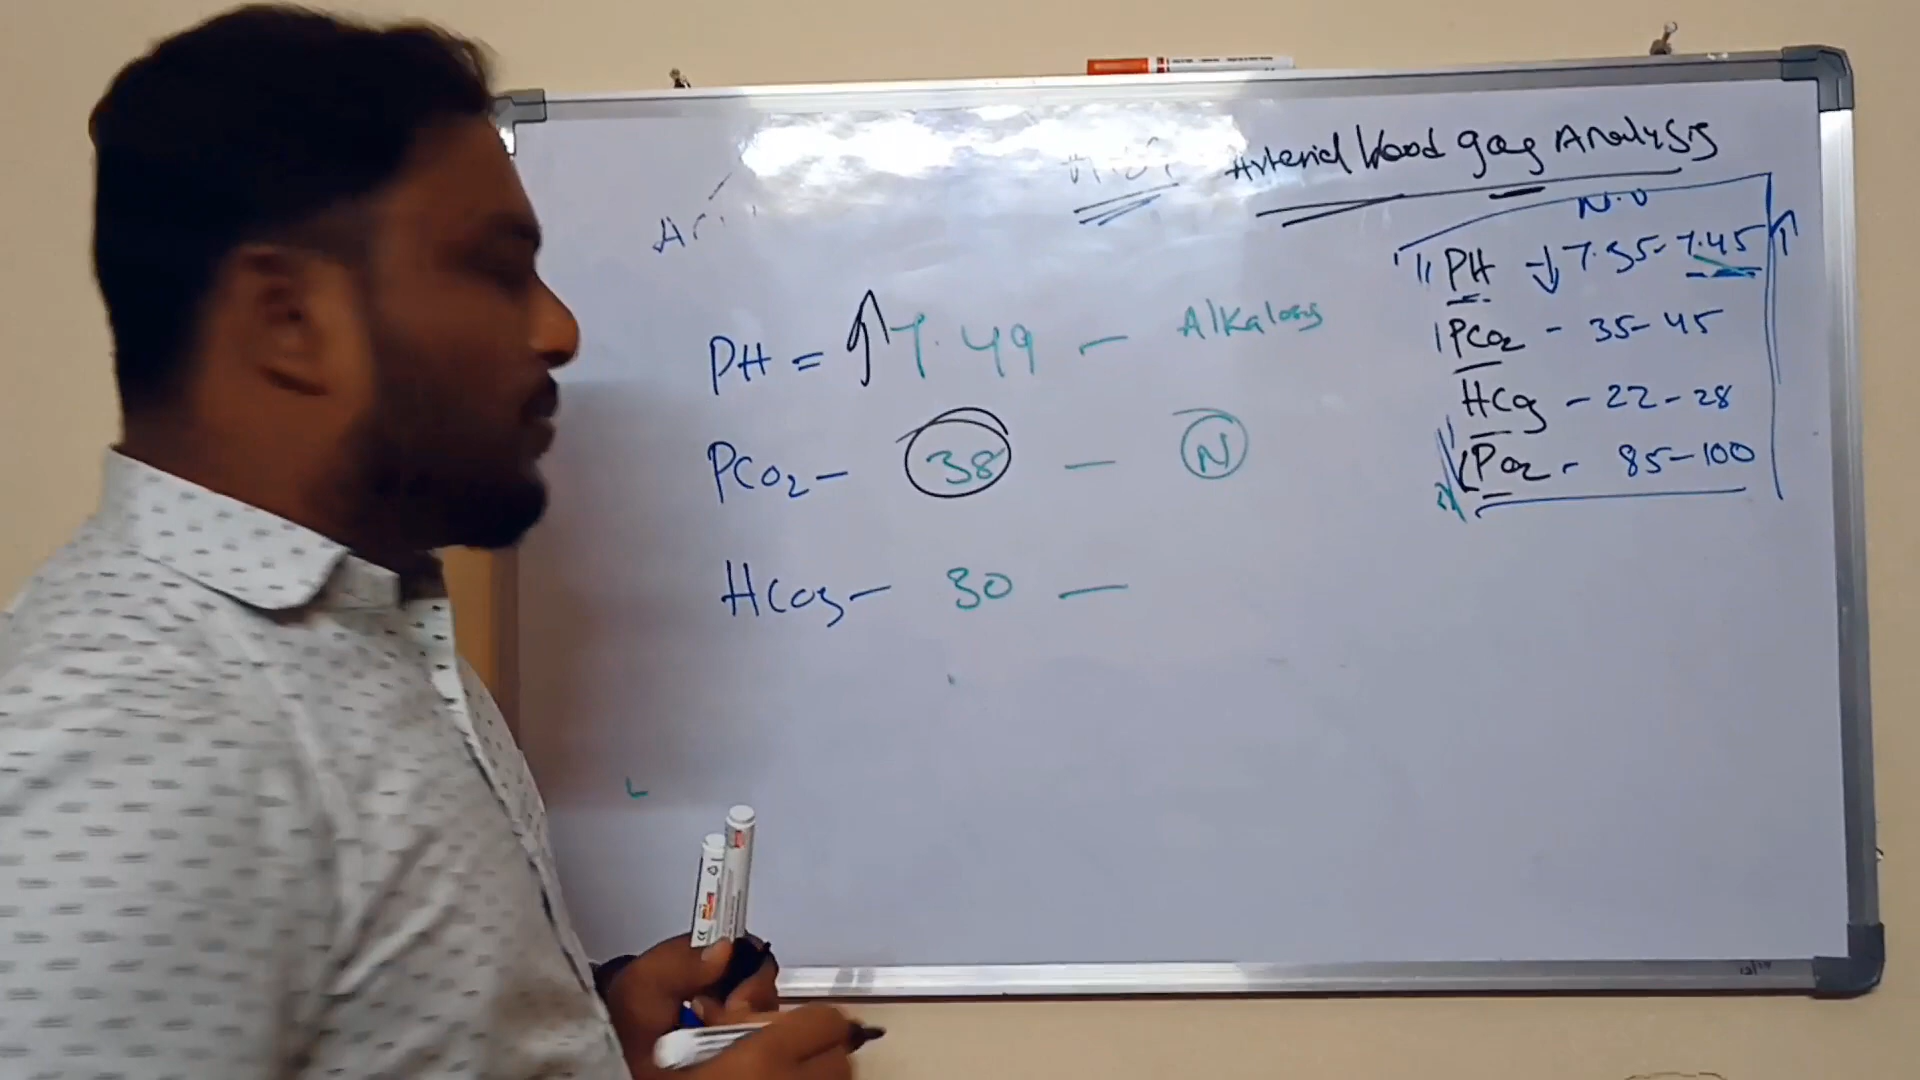 Arterial blood gas Analysis
N.V
PH ↓ 7.35-7.45 ↑
PCO2 - 35-45
HCO3 - 22-28
PO2 - 85-100
PH = ↑ 7.49 - Alkalosis
PCO2 - 38 - N
HCO3 - 30 -